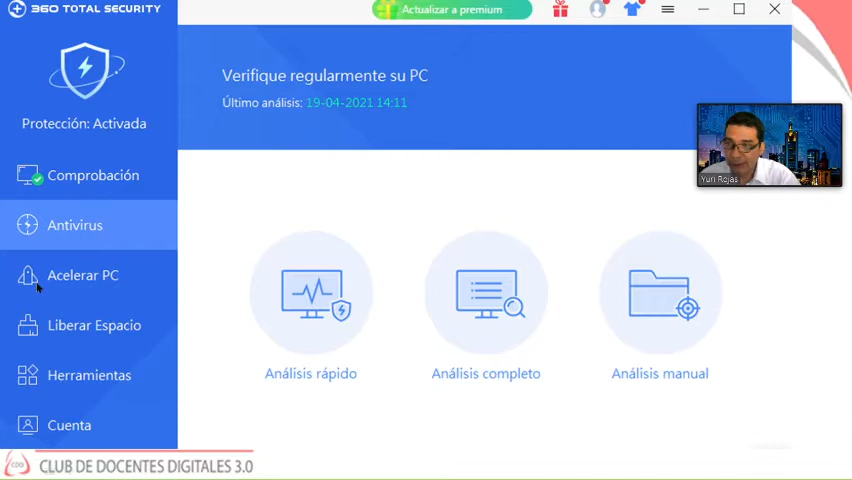 360 TOTAL SECURITY
Actualizar a premium
Protección: Activada
Comprobación
Antivirus
Acelerar PC
Liberar Espacio
Herramientas
Cuenta
Verifique regularmente su PC
Último análisis: 19-04-2021 14:11
Yuri Rojas
Análisis rápido
Análisis completo
Análisis manual
CDD
CLUB DE DOCENTES DIGITALES 3.0